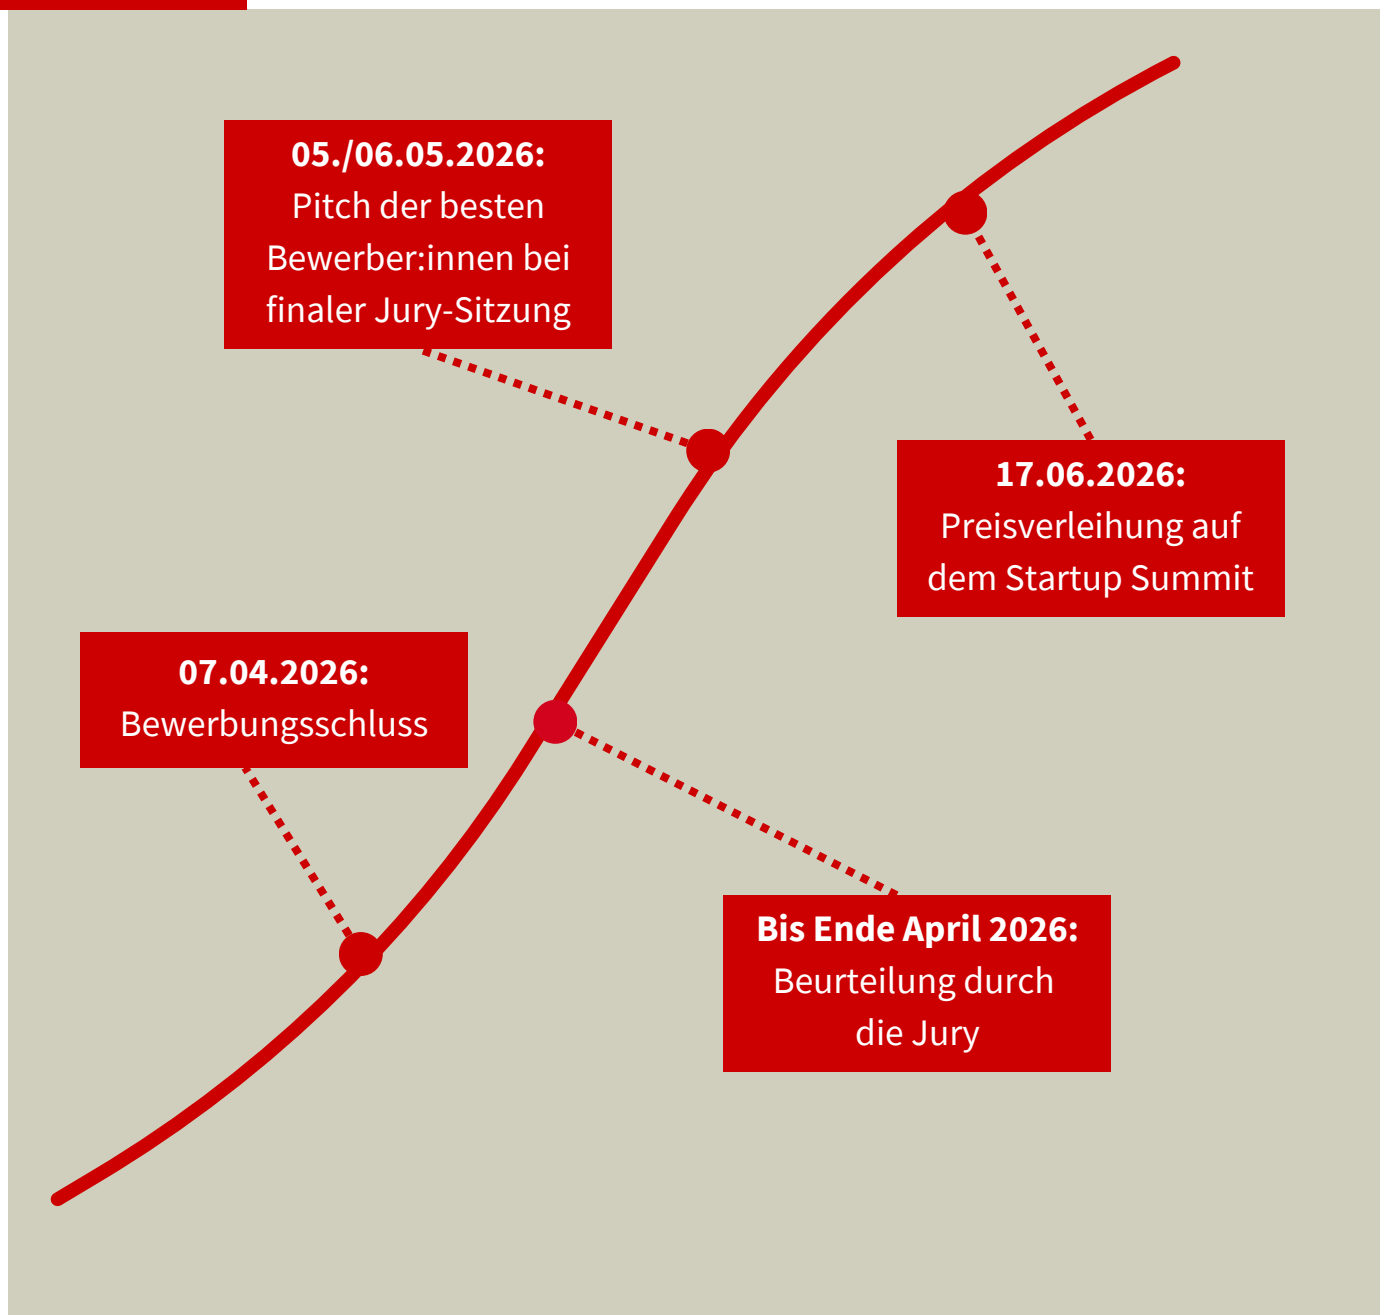 05./06.05.2026:
Pitch der besten
Bewerber:innen bei
finaler Jury-Sitzung
17.06.2026:
Preisverleihung auf
dem Startup Summit
07.04.2026:
Bewerbungsschluss
Bis Ende April 2026:
Beurteilung durch
die Jury